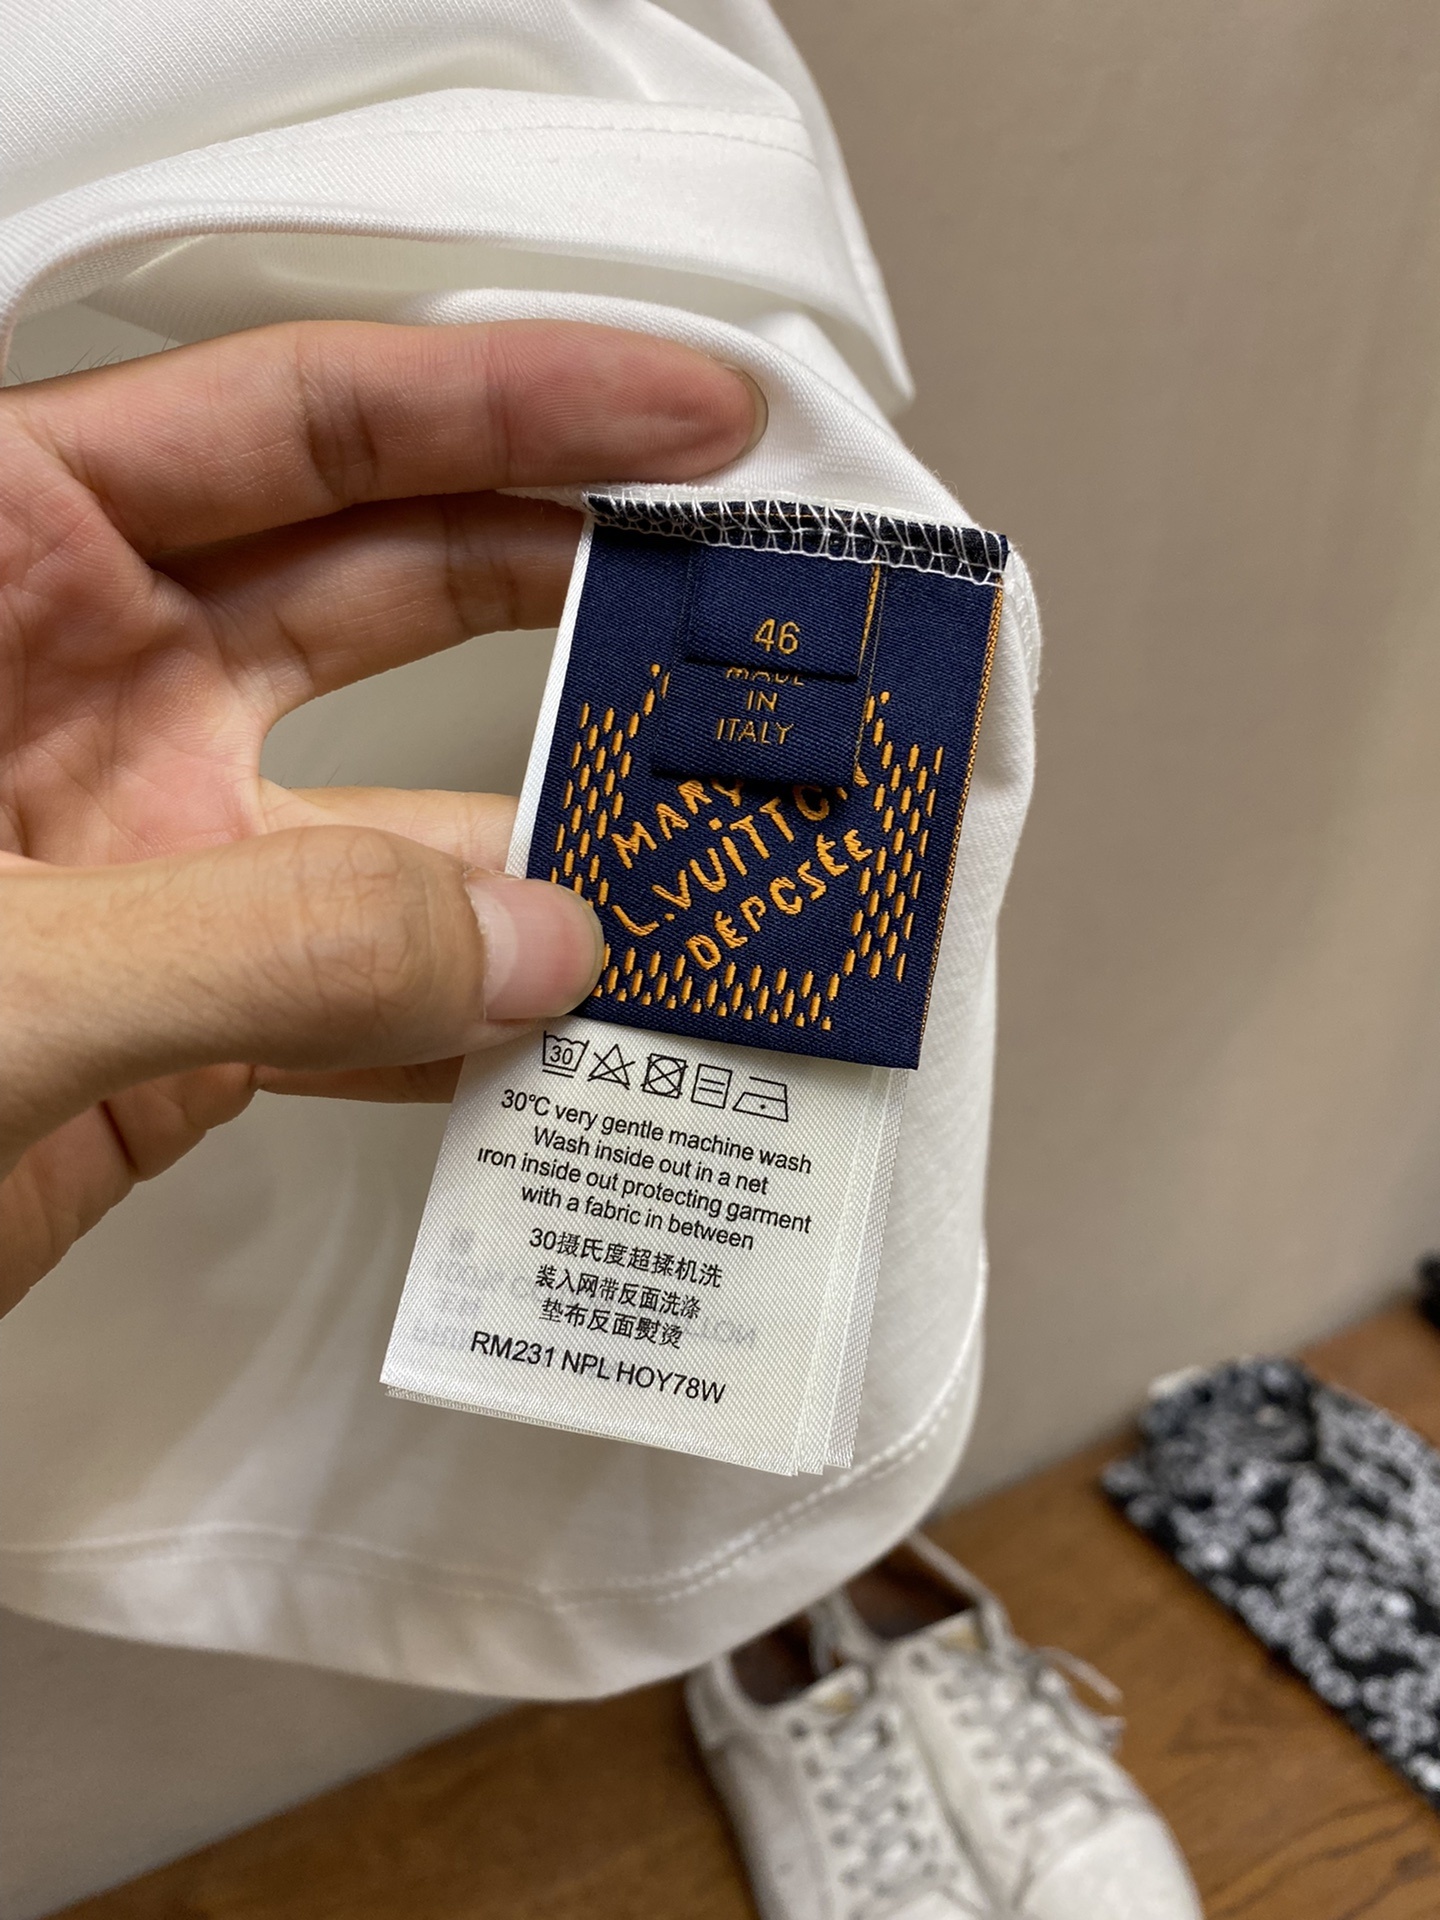 46
MADE
IN
ITALY
L.VUITTON
DÉPOSÉE
30
30°C very gentle machine wash
Wash inside out in a net
Iron inside out protecting garment
with a fabric in between
30摄氏度超揉机洗
装入网带反面洗涤
垫布反面熨烫
RM231 NPL HOY78W